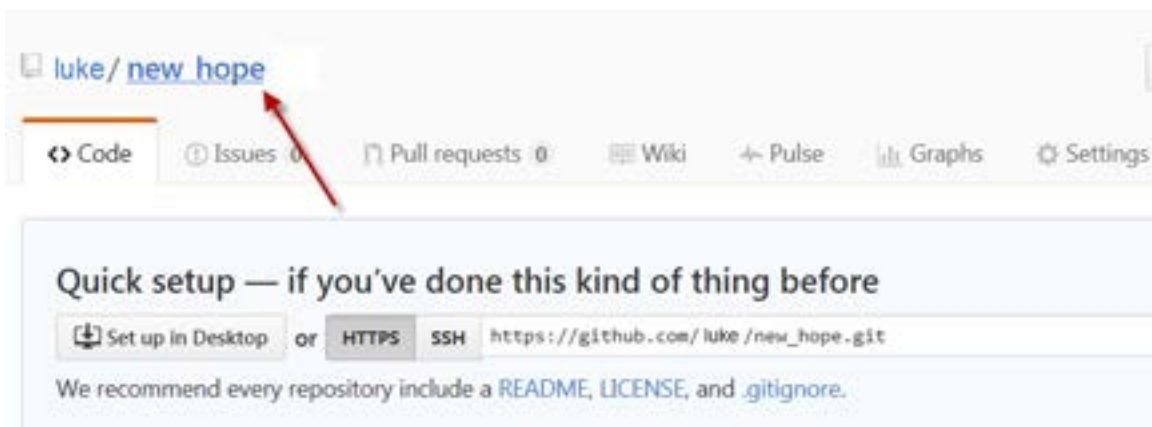 luke / new_hope
Code Issues 0 Pull requests 0 Wiki Pulse Graphs Settings
Quick setup — if you've done this kind of thing before
Set up in Desktop or HTTPS SSH https://github.com/luke/new_hope.git
We recommend every repository include a README, LICENSE, and .gitignore.